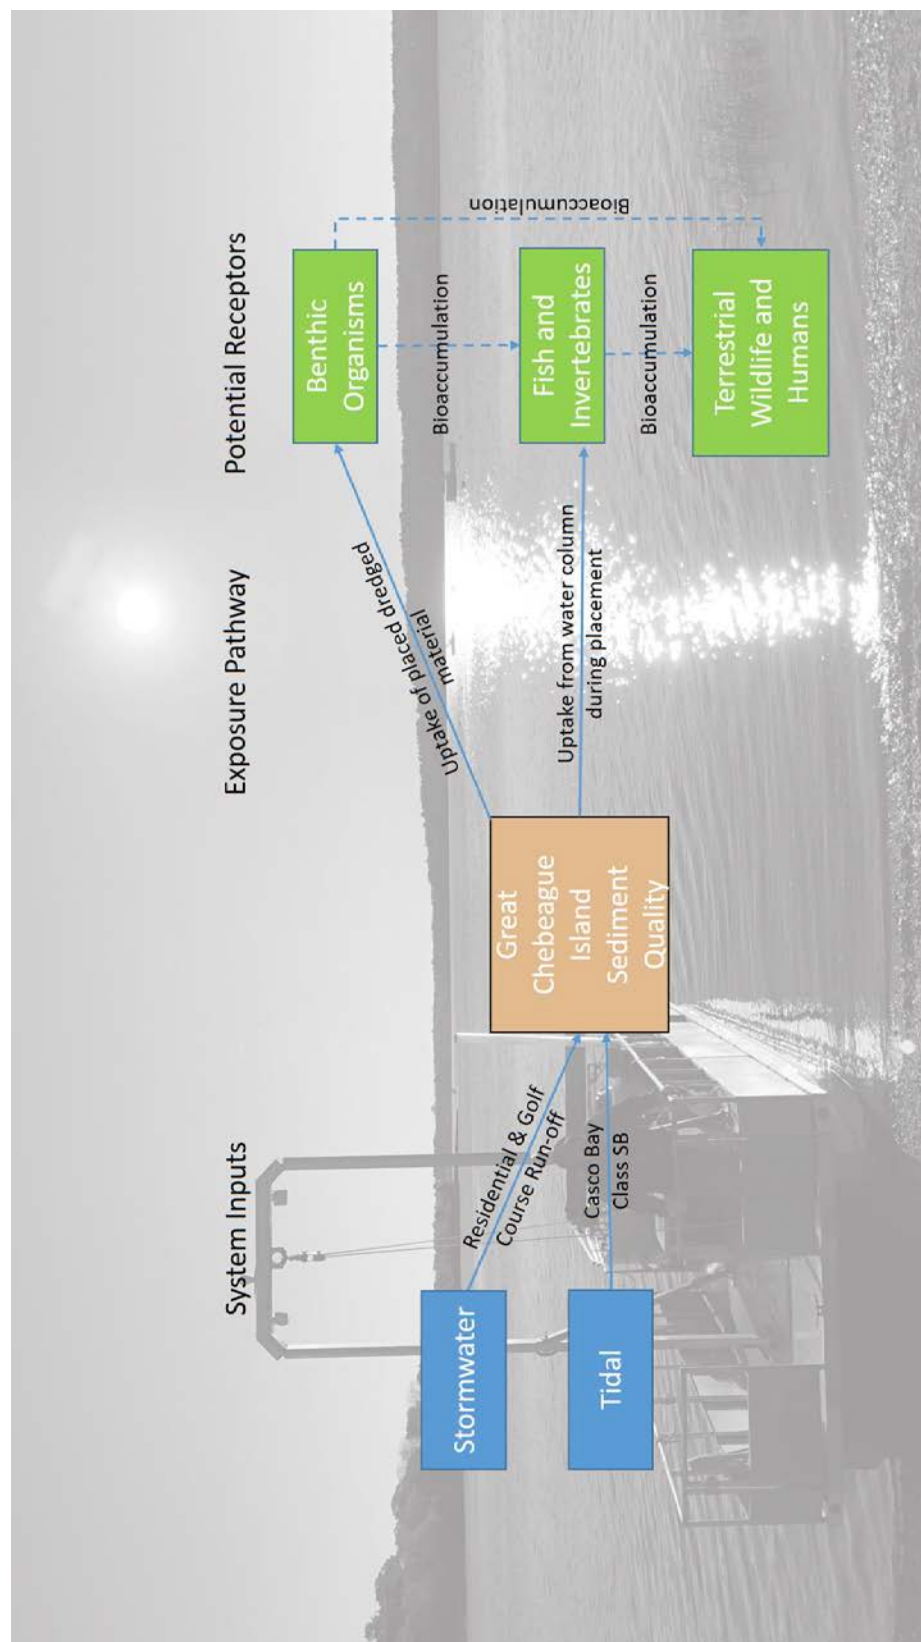 System Inputs
Exposure Pathway
Potential Receptors
Stormwater
Tidal
Residential & Golf
Course Run-off
Casco Bay
Class SB
Great
Chebeague
Island
Sediment
Quality
Uptake of placed dredged
material
Uptake from water column
during placement
Benthic
Organisms
Bioaccumulation
Fish and
Invertebrates
Bioaccumulation
Terrestrial
Wildlife and
Humans
Bioaccumulation